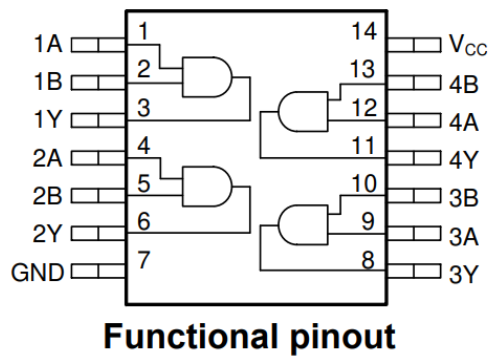 1A 1 14 VCC
1B 2 13 4B
1Y 3 12 4A
2A 4 11 4Y
2B 5 10 3B
2Y 6 9 3A
GND 7 8 3Y
Functional pinout